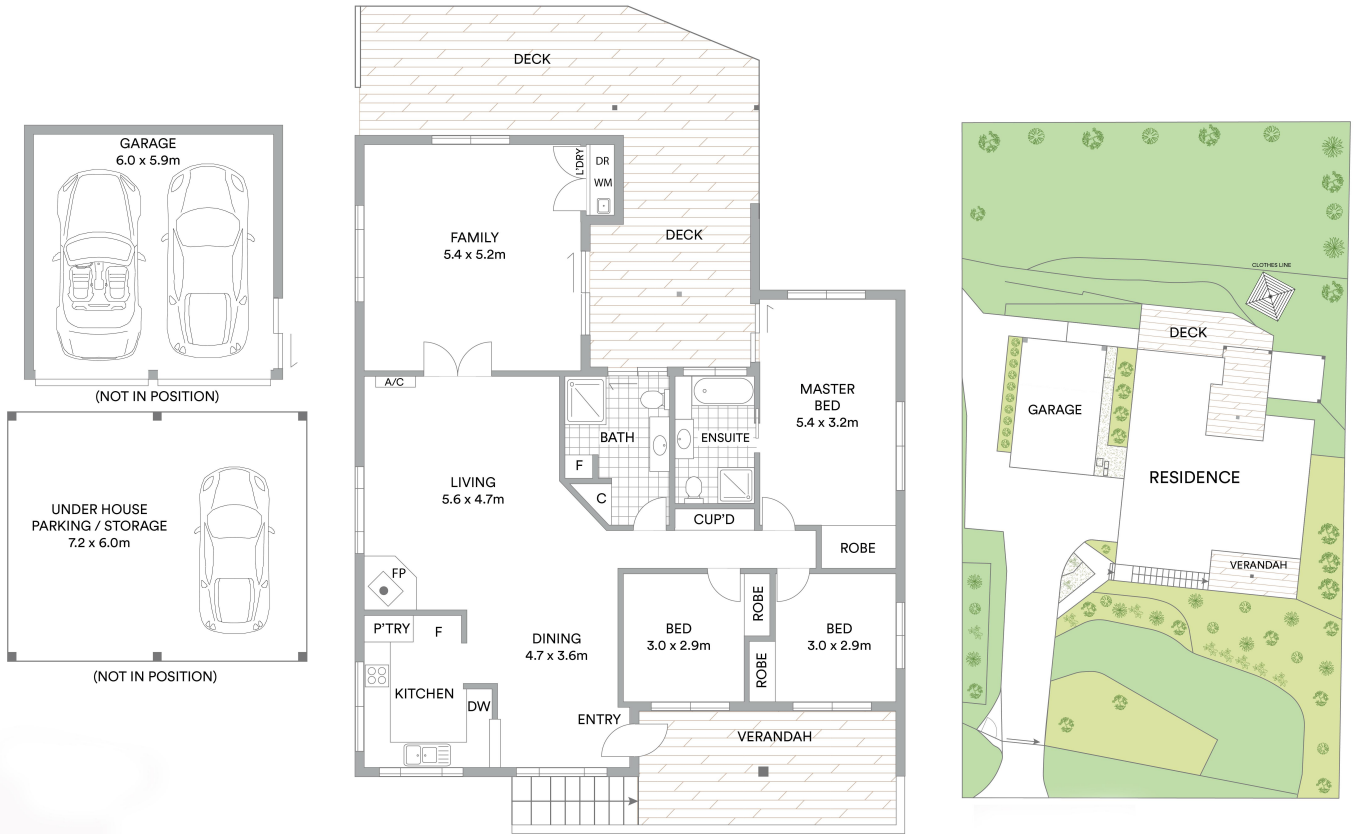 GARAGE
6.0 x 5.9m
(NOT IN POSITION)
UNDER HOUSE
PARKING / STORAGE
7.2 x 6.0m
(NOT IN POSITION)
DECK
L'DRY
DR
WM
FAMILY
5.4 x 5.2m
DECK
A/C
BATH
ENSUITE
F
C
MASTER
BED
5.4 x 3.2m
LIVING
5.6 x 4.7m
CUP'D
ROBE
FP
P'TRY
F
DINING
4.7 x 3.6m
BED
3.0 x 2.9m
ROBE
ROBE
BED
3.0 x 2.9m
KITCHEN
DW
ENTRY
VERANDAH
CLOTHES LINE
DECK
GARAGE
RESIDENCE
VERANDAH